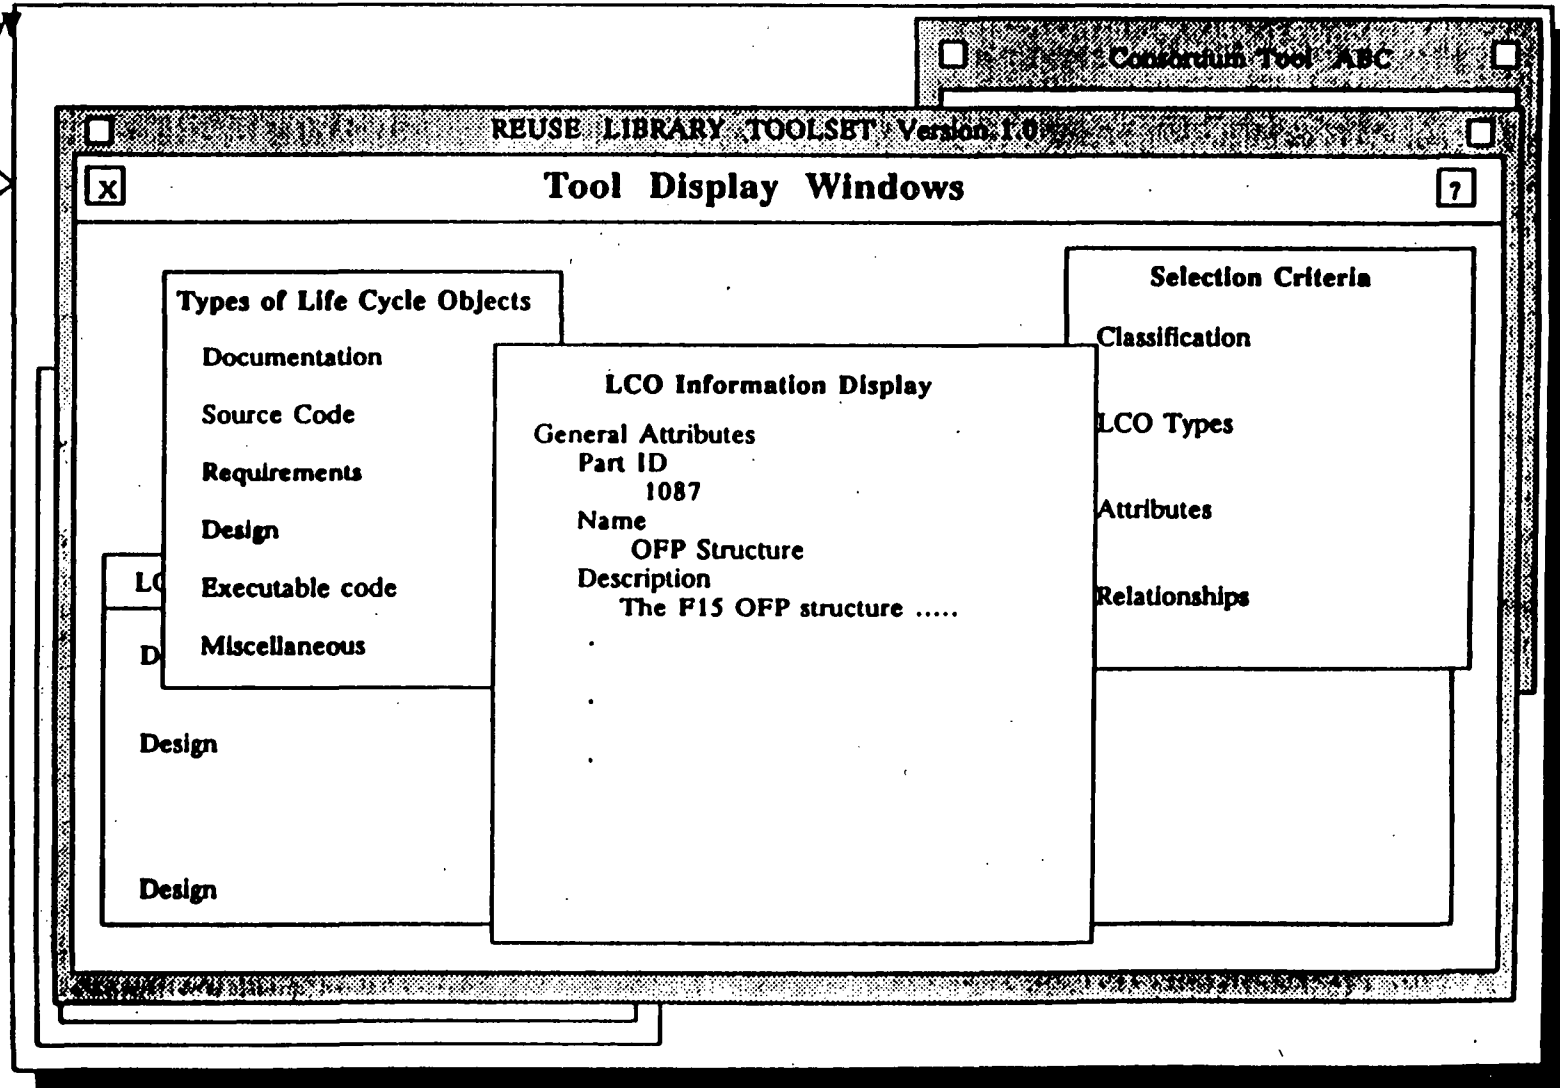 Consortium Tool ABC
REUSE LIBRARY TOOLSET Version 1.0
X
Tool Display Windows
?
Types of Life Cycle Objects
Documentation
Source Code
Requirements
Design
Executable code
Miscellaneous
LCO Information Display
General Attributes
Part ID
1087
Name
OFP Structure
Description
The F15 OFP structure .....
.
.
.
Selection Criteria
Classification
LCO Types
Attributes
Relationships
LC
D
Design
Design